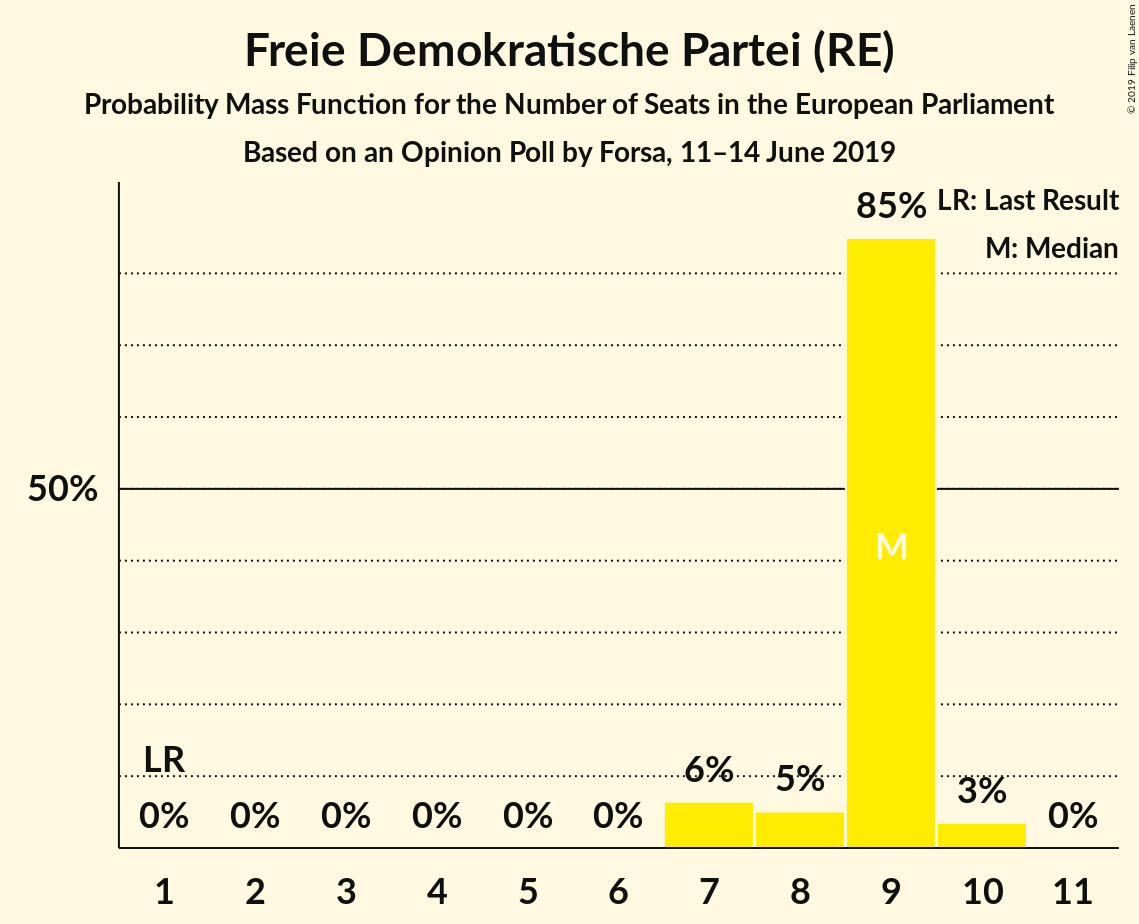 Freie Demokratische Partei (RE)
Probability Mass Function for the Number of Seats in the European Parliament
Based on an Opinion Poll by Forsa, 11–14 June 2019
© 2019 Filip van Laenen
85%
LR: Last Result
M: Median
50%
M
LR
0%
0%
0%
0%
0%
0%
6%
5%
3%
0%
1
2
3
4
5
6
7
8
9
10
11